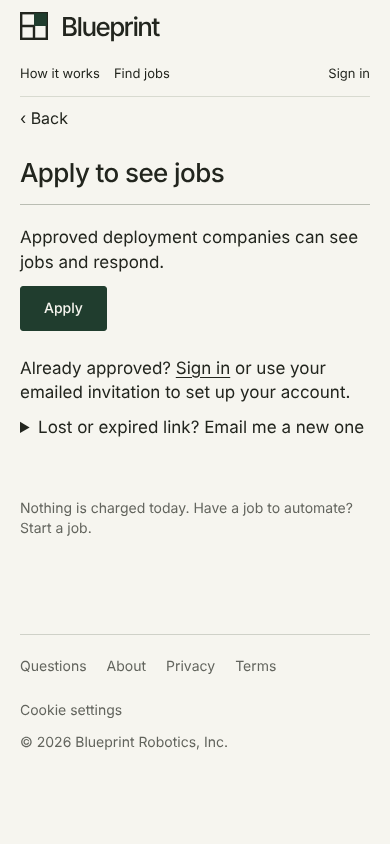 Blueprint
How it works Find jobs Sign in
‹ Back
Apply to see jobs
Approved deployment companies can see
jobs and respond.
Apply
Already approved? Sign in or use your
emailed invitation to set up your account.
Lost or expired link? Email me a new one
Nothing is charged today. Have a job to automate?
Start a job.
Questions About Privacy Terms
Cookie settings
© 2026 Blueprint Robotics, Inc.